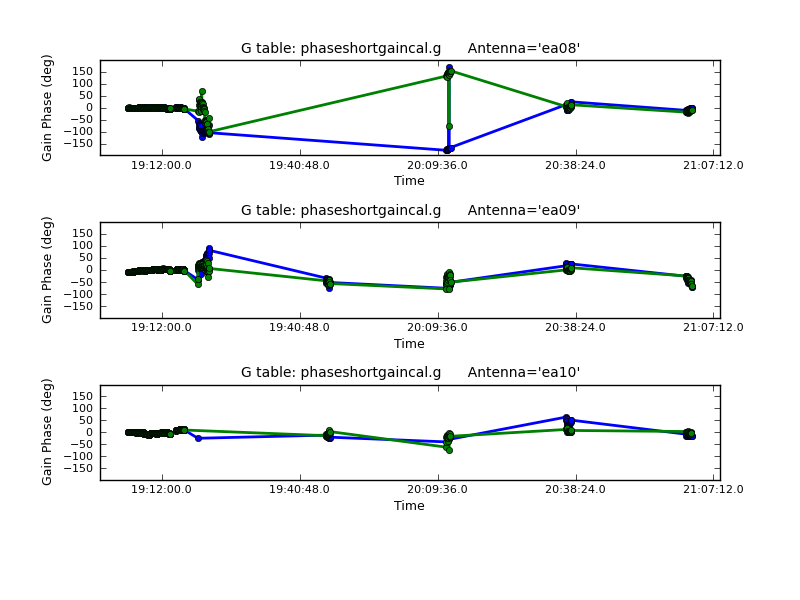 G table: phaseshortgaincal.g Antenna='ea08'
Gain Phase (deg)
150
100
50
0
−50
−100
−150
19:12:00.0 19:40:48.0 20:09:36.0 20:38:24.0 21:07:12.0
Time
G table: phaseshortgaincal.g Antenna='ea09'
Gain Phase (deg)
150
100
50
0
−50
−100
−150
19:12:00.0 19:40:48.0 20:09:36.0 20:38:24.0 21:07:12.0
Time
G table: phaseshortgaincal.g Antenna='ea10'
Gain Phase (deg)
150
100
50
0
−50
−100
−150
19:12:00.0 19:40:48.0 20:09:36.0 20:38:24.0 21:07:12.0
Time